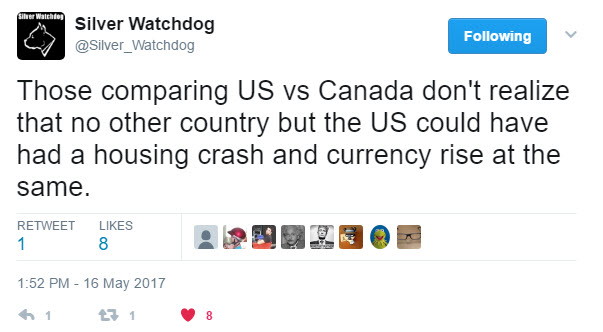 Silver Watchdog
Silver Watchdog
@Silver_Watchdog
Following
Those comparing US vs Canada don't realize
that no other country but the US could have
had a housing crash and currency rise at the
same.
RETWEET LIKES
1 8
1:52 PM - 16 May 2017
1 1 8